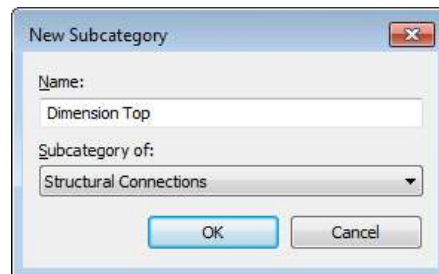 New Subcategory
Name:
Dimension Top
Subcategory of:
Structural Connections
OK Cancel